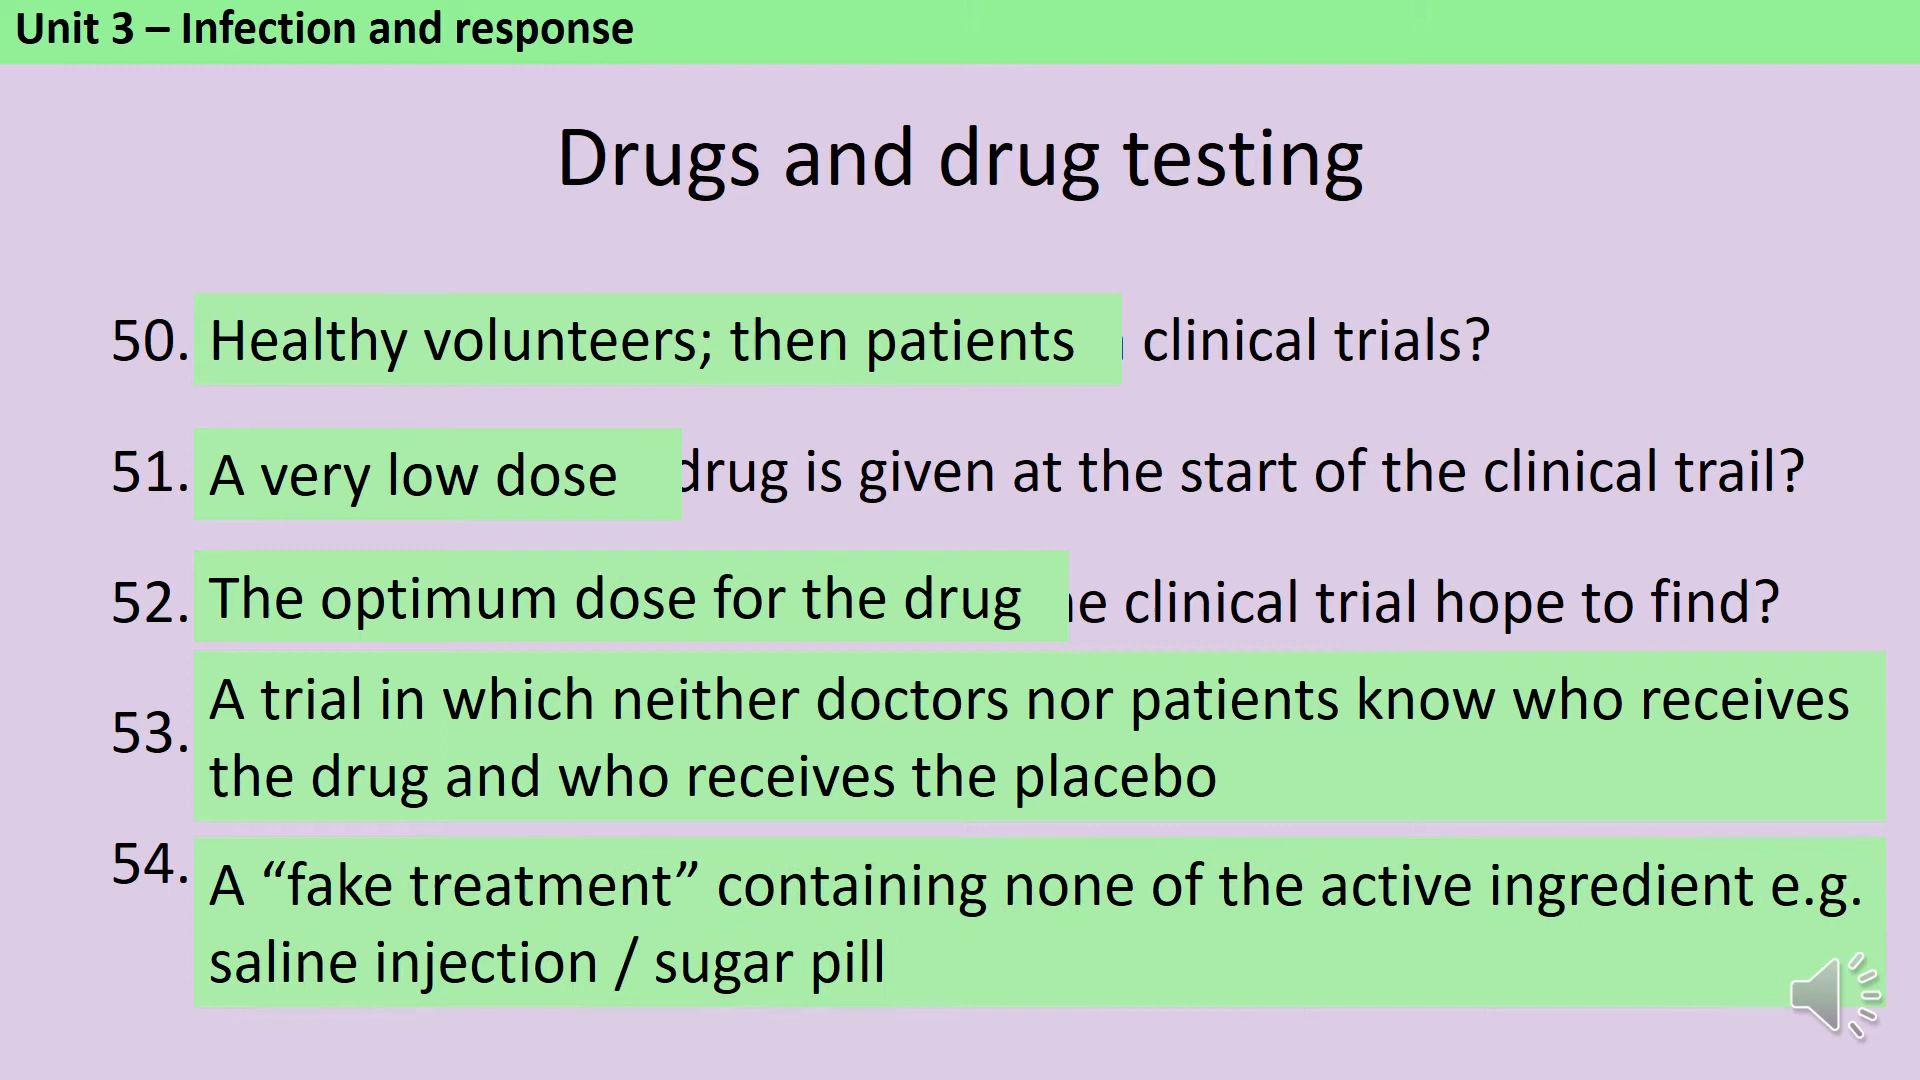 Unit 3 – Infection and response
Drugs and drug testing
50. Healthy volunteers; then patients clinical trials?
51. A very low dose drug is given at the start of the clinical trail?
52. The optimum dose for the drug clinical trial hope to find?
53. A trial in which neither doctors nor patients know who receives
the drug and who receives the placebo
54. A “fake treatment” containing none of the active ingredient e.g.
saline injection / sugar pill